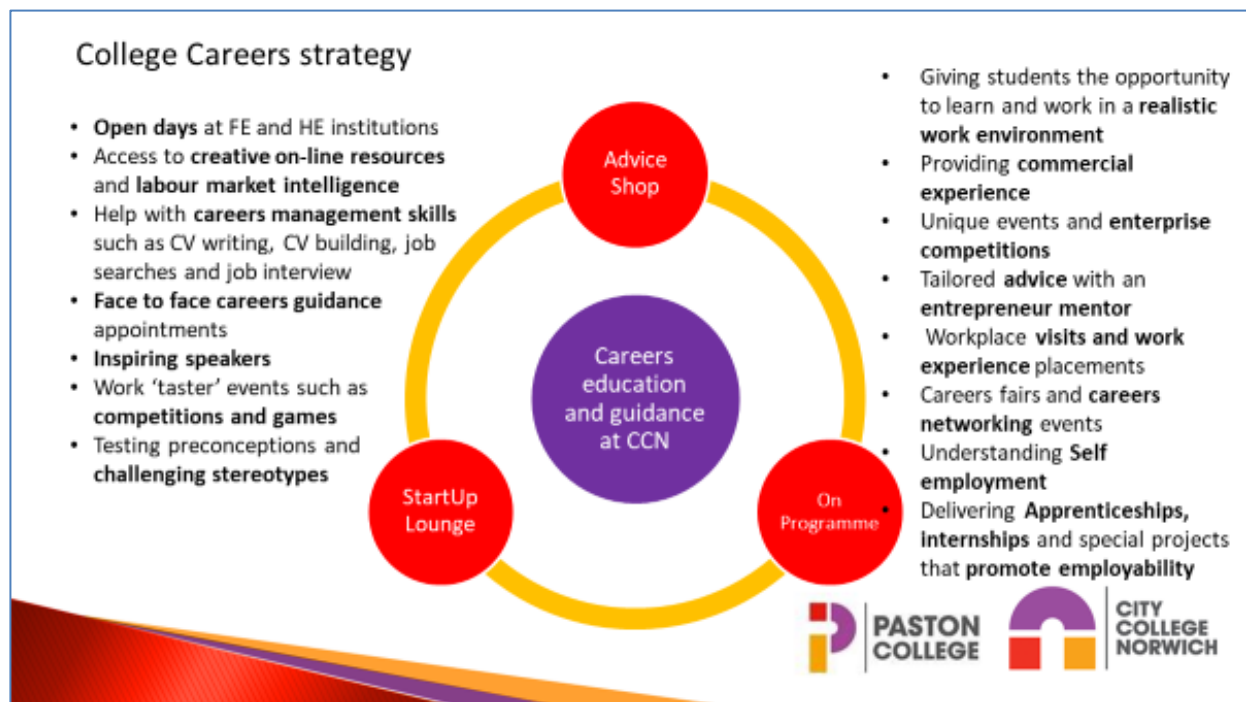 College Careers strategy
• Open days at FE and HE institutions
• Access to creative on-line resources
and labour market intelligence
• Help with careers management skills
such as CV writing, CV building, job
searches and job interview
• Face to face careers guidance
appointments
• Inspiring speakers
• Work ‘taster’ events such as
competitions and games
• Testing preconceptions and
challenging stereotypes
Advice
Shop
Careers
education
and guidance
at CCN
StartUp
Lounge
On
Programme
• Giving students the opportunity
to learn and work in a realistic
work environment
• Providing commercial
experience
• Unique events and enterprise
competitions
• Tailored advice with an
entrepreneur mentor
• Workplace visits and work
experience placements
• Careers fairs and careers
networking events
• Understanding Self
employment
• Delivering Apprenticeships,
internships and special projects
that promote employability
PASTON
COLLEGE
CITY
COLLEGE
NORWICH